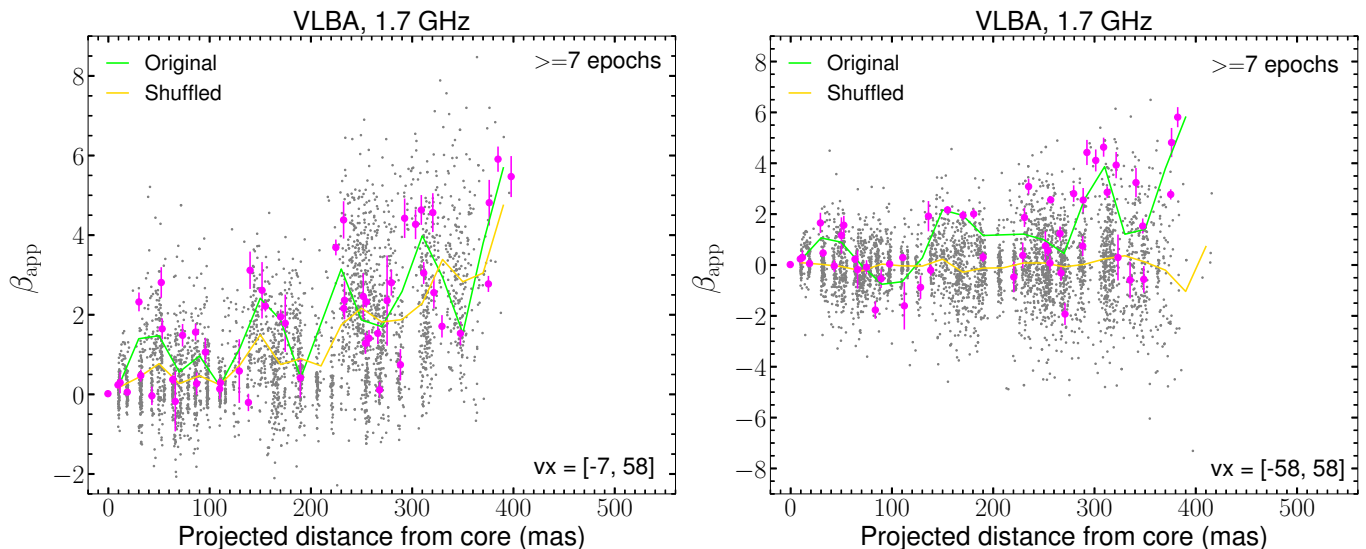 VLBA, 1.7 GHz
Original
Shuffled
>=7 epochs
vx = [-7, 58]
β_app
8
6
4
2
0
−2
0 100 200 300 400 500
Projected distance from core (mas)
VLBA, 1.7 GHz
Original
Shuffled
>=7 epochs
vx = [-58, 58]
β_app
8
6
4
2
0
−2
−4
−6
−8
0 100 200 300 400 500
Projected distance from core (mas)